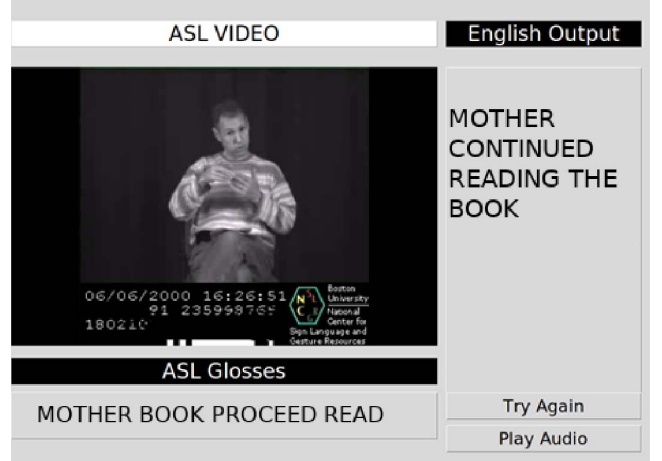 ASL VIDEO
English Output
MOTHER
CONTINUED
READING THE
BOOK
06/06/2000 16:26:51
91
180210
N S L
C G R
Boston
University
National
Center for
Sign Language and
Gesture Resources
ASL Glosses
MOTHER BOOK PROCEED READ
Try Again
Play Audio